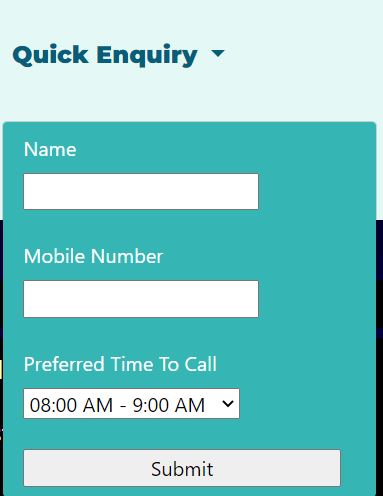 Quick Enquiry
Name
Mobile Number
Preferred Time To Call
08:00 AM - 9:00 AM
Submit